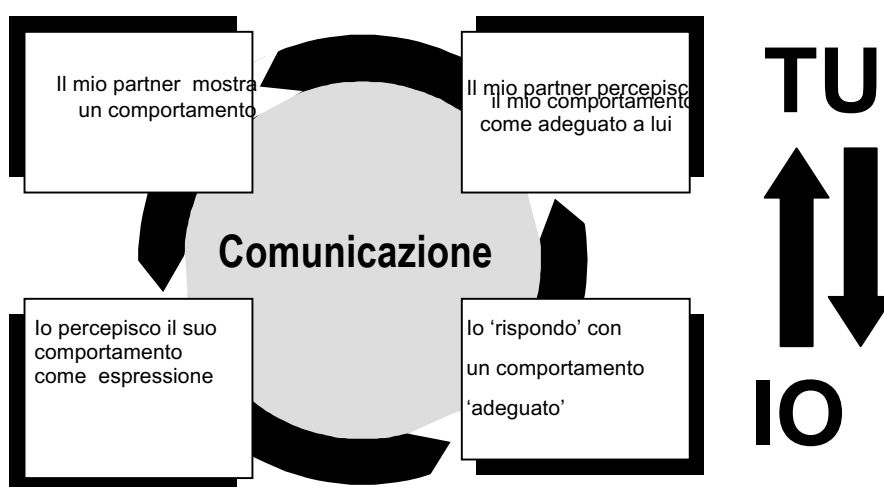 Il mio partner mostra
un comportamento
Il mio partner percepisc
il mio comportamento
come adeguato a lui
TU
Comunicazione
Io percepisco il suo
comportamento
come espressione
Io ‘rispondo’ con
un comportamento
‘adeguato’
IO